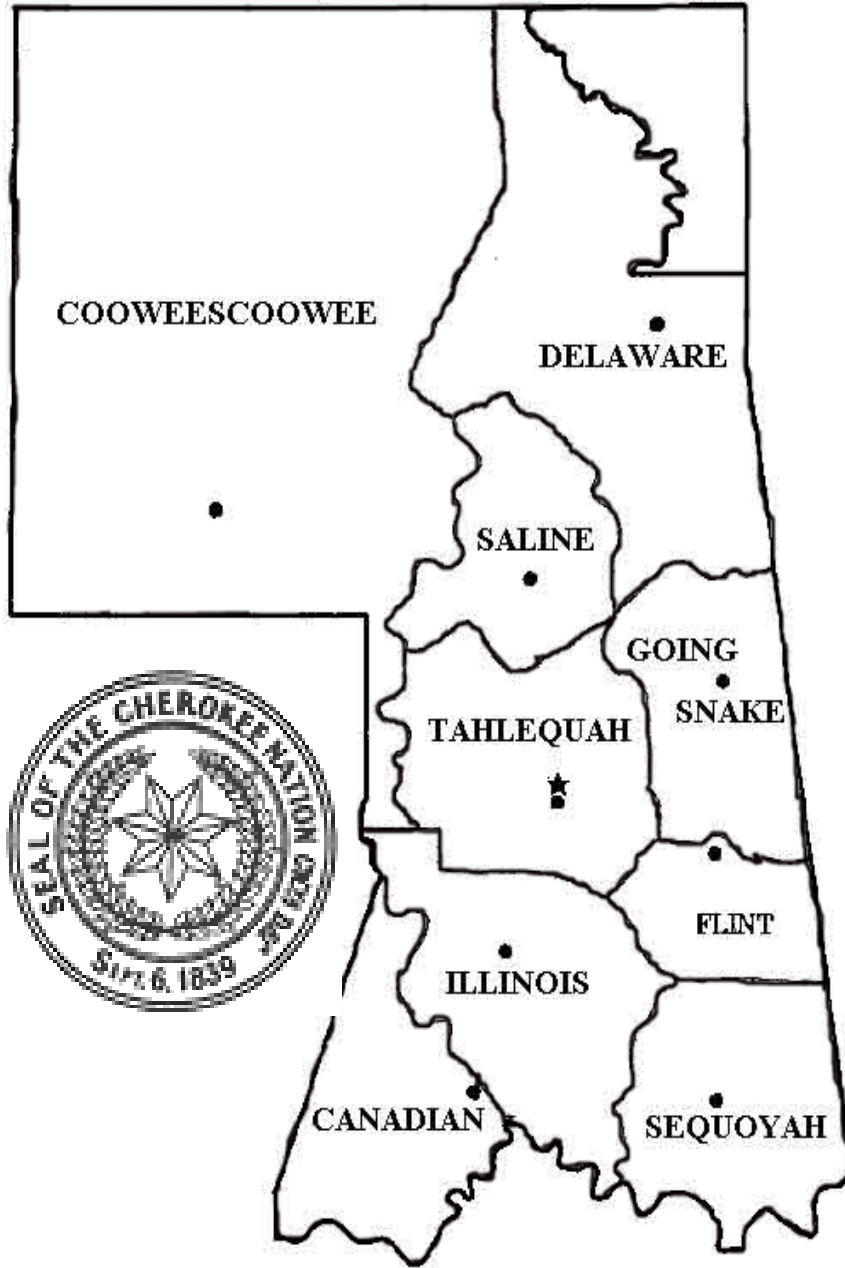 COOWEESCOOWEE
DELAWARE
SALINE
GOING
SNAKE
TAHLEQUAH
FLINT
ILLINOIS
CANADIAN
SEQUOYAH
SEAL OF THE CHEROKEE NATION
SEPT. 6, 1839